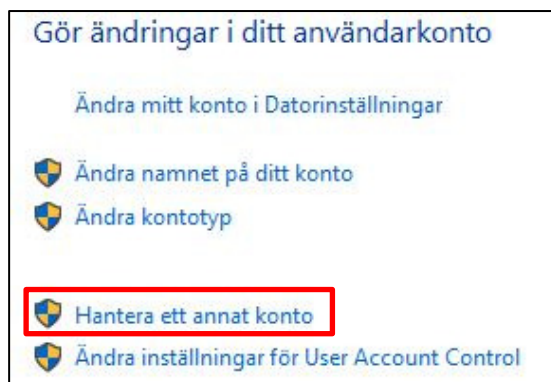 Gör ändringar i ditt användarkonto
Ändra mitt konto i Datorinställningar
Ändra namnet på ditt konto
Ändra kontotyp
Hantera ett annat konto
Ändra inställningar för User Account Control